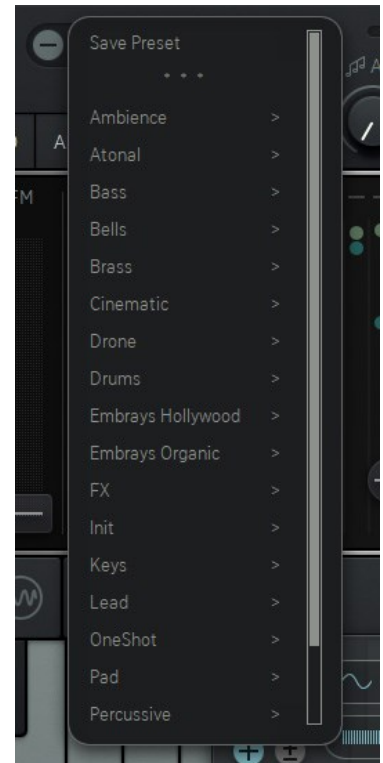 Save Preset
• • •
Ambience >
Atonal >
Bass >
Bells >
Brass >
Cinematic >
Drone >
Drums >
Embrays Hollywood >
Embrays Organic >
FX >
Init >
Keys >
Lead >
OneShot >
Pad >
Percussive >
A
FM
A